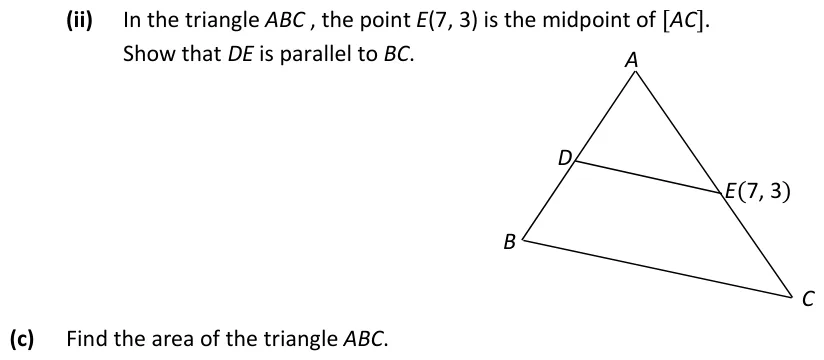 (ii) In the triangle ABC , the point E(7, 3) is the midpoint of [AC].
Show that DE is parallel to BC.
A
D
E(7, 3)
B
C
(c) Find the area of the triangle ABC.